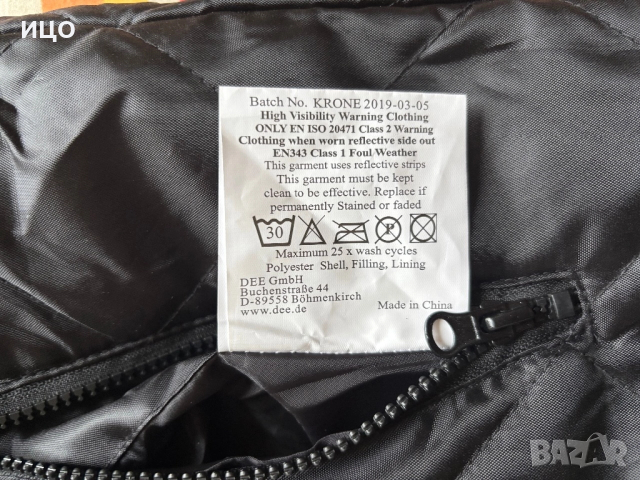 ицо
Batch No. KRONE 2019-03-05
High Visibility Warning Clothing
ONLY EN ISO 20471 Class 2 Warning
Clothing when worn reflective side out
EN343 Class 1 Foul Weather
This garment uses reflective strips
This garment must be kept
clean to be effective. Replace if
permanently Stained or faded
30 P
Maximum 25 x wash cycles
Polyester Shell, Filling, Lining
DEE GmbH
Buchenstraße 44
D-89558 Böhmenkirch
www.dee.de
Made in China
BAZAR